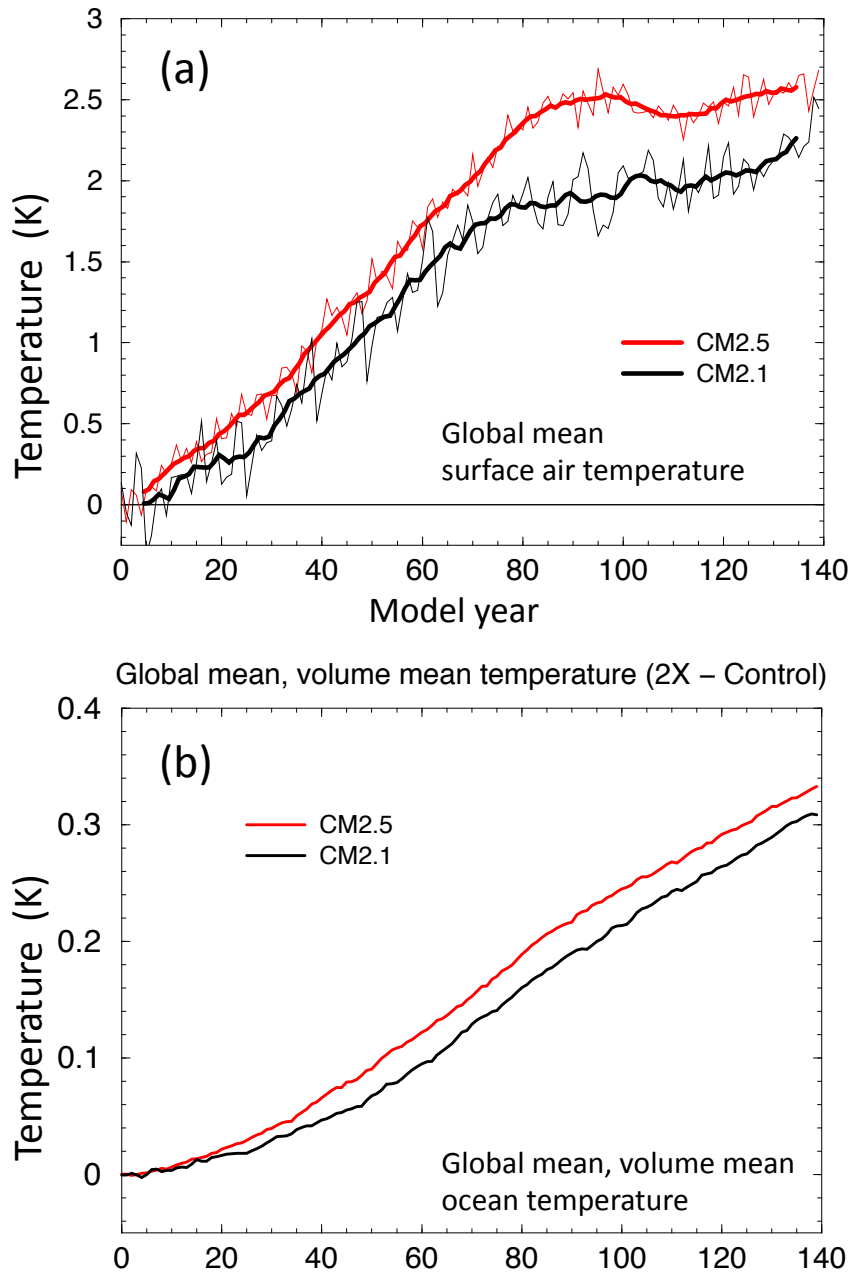 3
(a)
2.5
2
1.5
1
0.5
0
Temperature (K)
CM2.5
CM2.1
Global mean
surface air temperature
0 20 40 60 80 100 120 140
Model year
Global mean, volume mean temperature (2X − Control)
0.4
(b)
0.3
0.2
0.1
0
Temperature (K)
CM2.5
CM2.1
Global mean, volume mean
ocean temperature
0 20 40 60 80 100 120 140